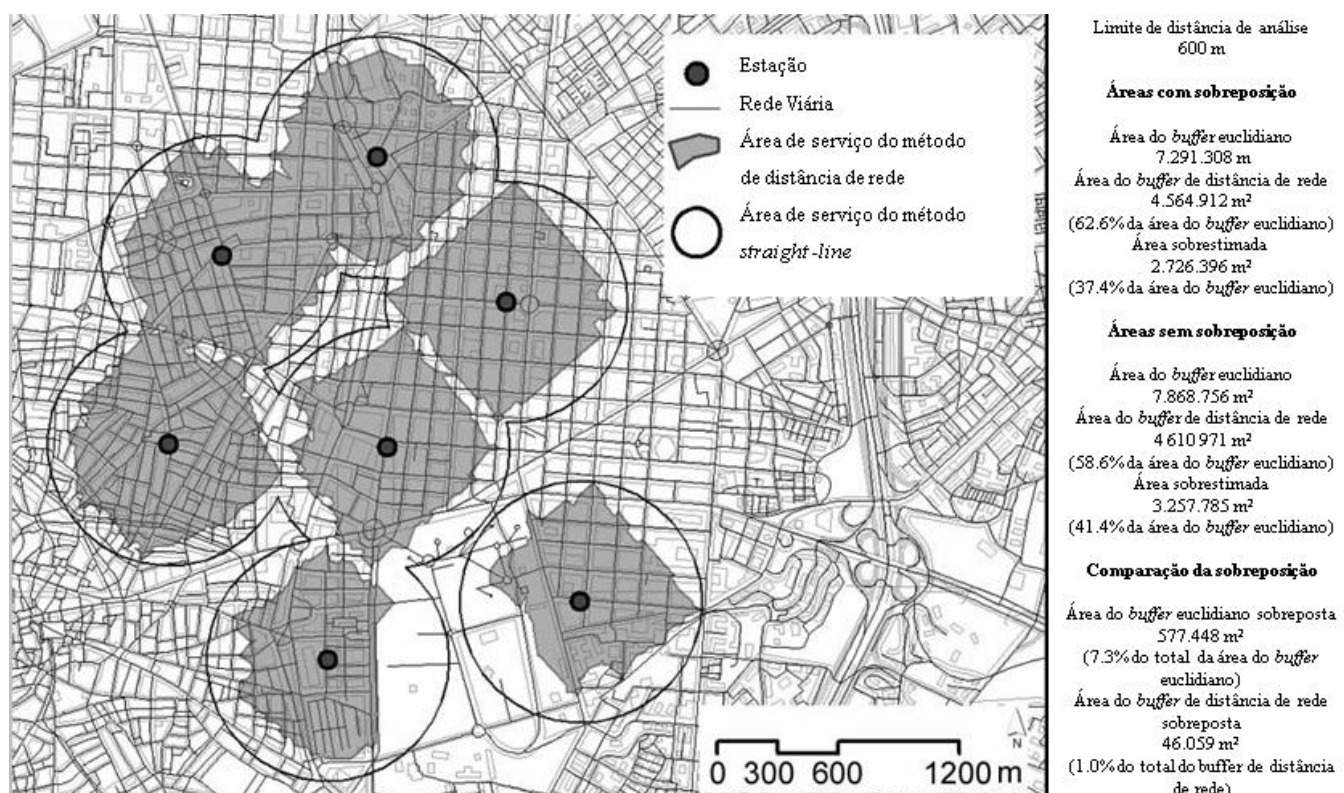 Estação
Rede Viária
Área de serviço do método
de distância de rede
Área de serviço do método
straight-line
N
0 300 600 1200 m
Limite de distância de análise
600 m
Áreas com sobreposição
Área do buffer euclidiano
7.291.308 m
Área do buffer de distância de rede
4.564.912 m²
(62.6% da área do buffer euclidiano)
Área sobrestimada
2.726.396 m²
(37.4% da área do buffer euclidiano)
Áreas sem sobreposição
Área do buffer euclidiano
7.868.756 m²
Área do buffer de distância de rede
4 610 971 m²
(58.6% da área do buffer euclidiano)
Área sobrestimada
3.257.785 m²
(41.4% da área do buffer euclidiano)
Comparação da sobreposição
Área do buffer euclidiano sobreposta
577.448 m²
(7.3% do total da área do buffer
euclidiano)
Área do buffer de distância de rede
sobreposta
46.059 m²
(1.0% do total do buffer de distância
de rede)